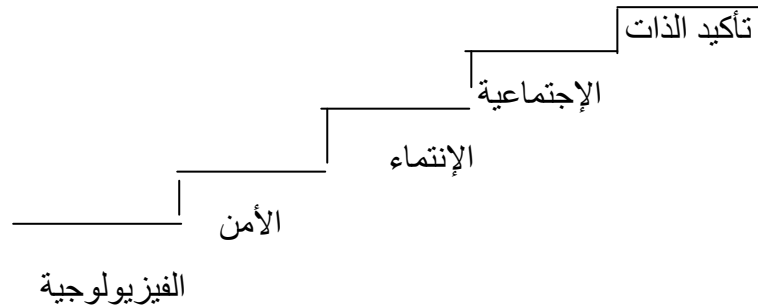 تأكيد الذات
الإجتماعية
الإنتماء
الأمن
الفيزيولوجية